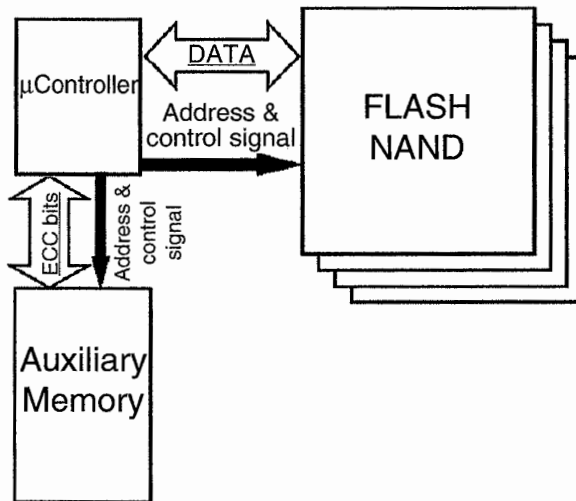 DATA
μController
Address &
control signal
FLASH
NAND
ECC bits
Address &
control
signal
Auxiliary
Memory